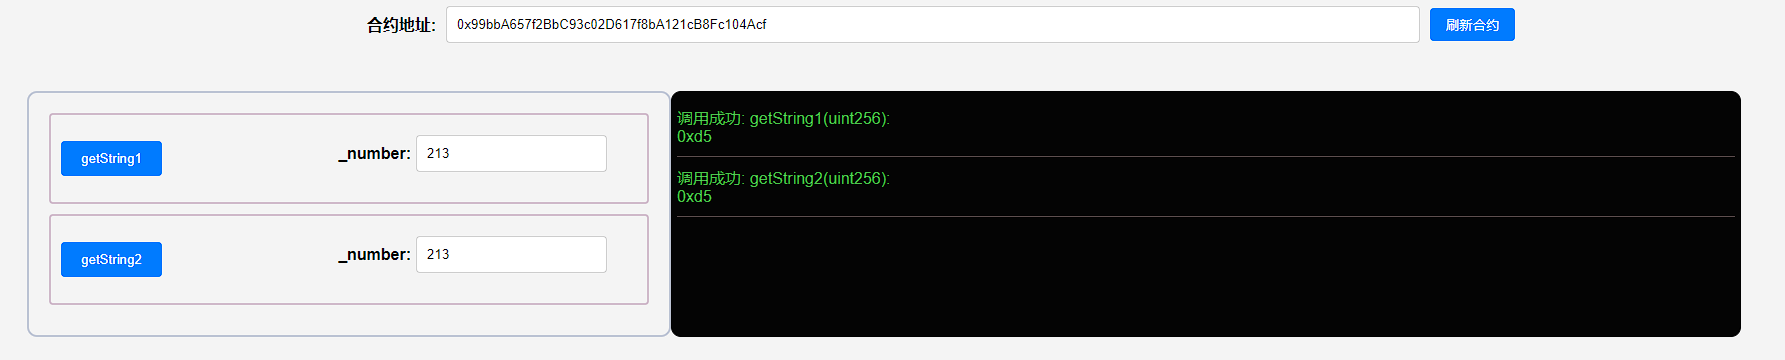 合约地址: 0x99bbA657f2BbC93c02D617f8bA121cB8Fc104Acf 刷新合约
getString1 _number: 213
getString2 _number: 213
调用成功: getString1(uint256):
0xd5
调用成功: getString2(uint256):
0xd5